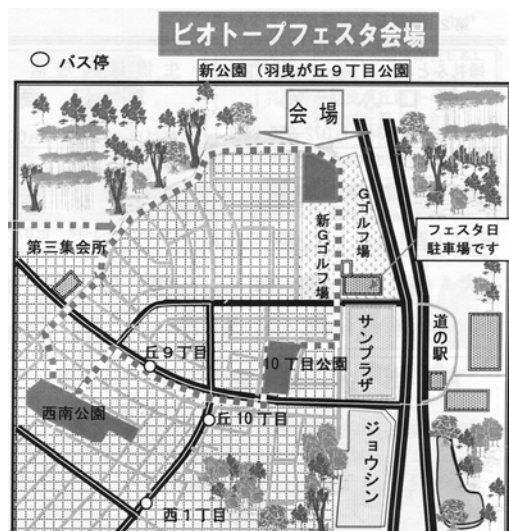 ビオトープフェスタ会場
バス停
新公園（羽曳が丘９丁目公園
会場
Gゴルフ場
新Gゴルフ場
第三集会所
フェスタ日
駐車場です
サンプラザ
道の駅
丘９丁目
10丁目公園
西南公園
丘10丁目
ジョウシン
西１丁目